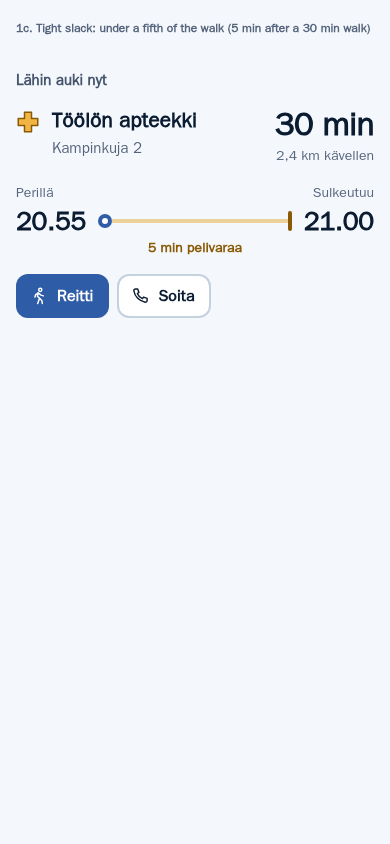 1c. Tight slack: under a fifth of the walk (5 min after a 30 min walk)
Lähin auki nyt
Töölön apteekki
30 min
Kampinkuja 2
2,4 km kävellen
Perillä
Sulkeutuu
20.55
21.00
5 min pelivaraa
Reitti
Soita